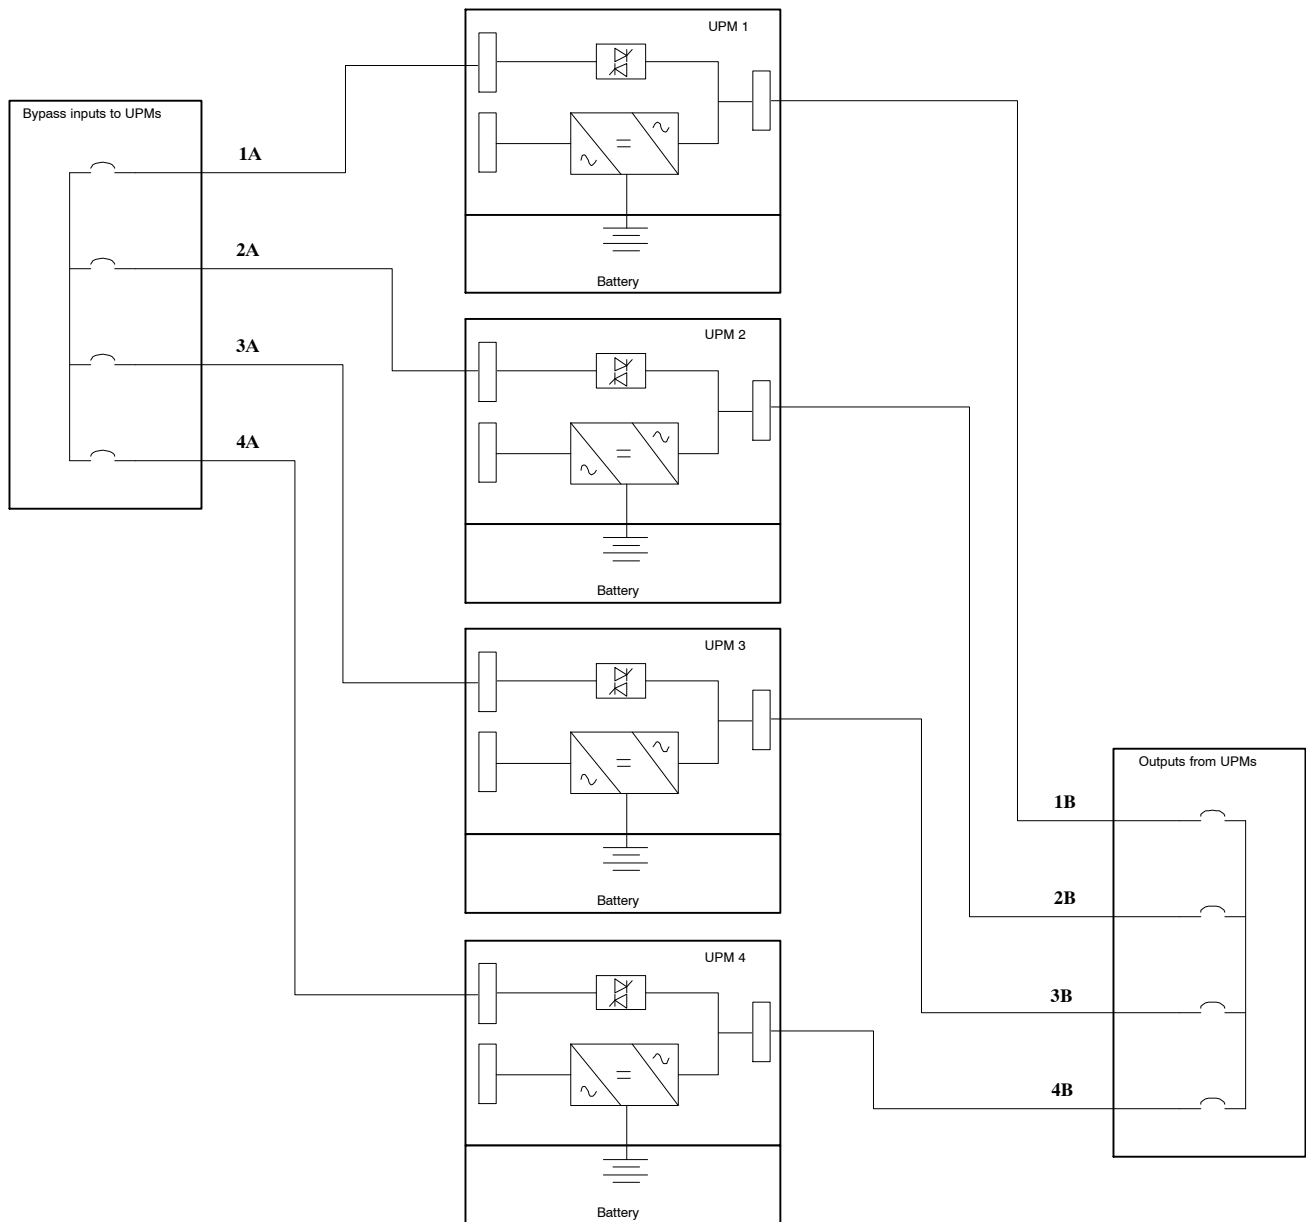 UPM 1
Bypass inputs to UPMs
1A
2A
Battery
UPM 2
3A
4A
Battery
UPM 3
Battery
Outputs from UPMs
1B
2B
UPM 4
3B
4B
Battery